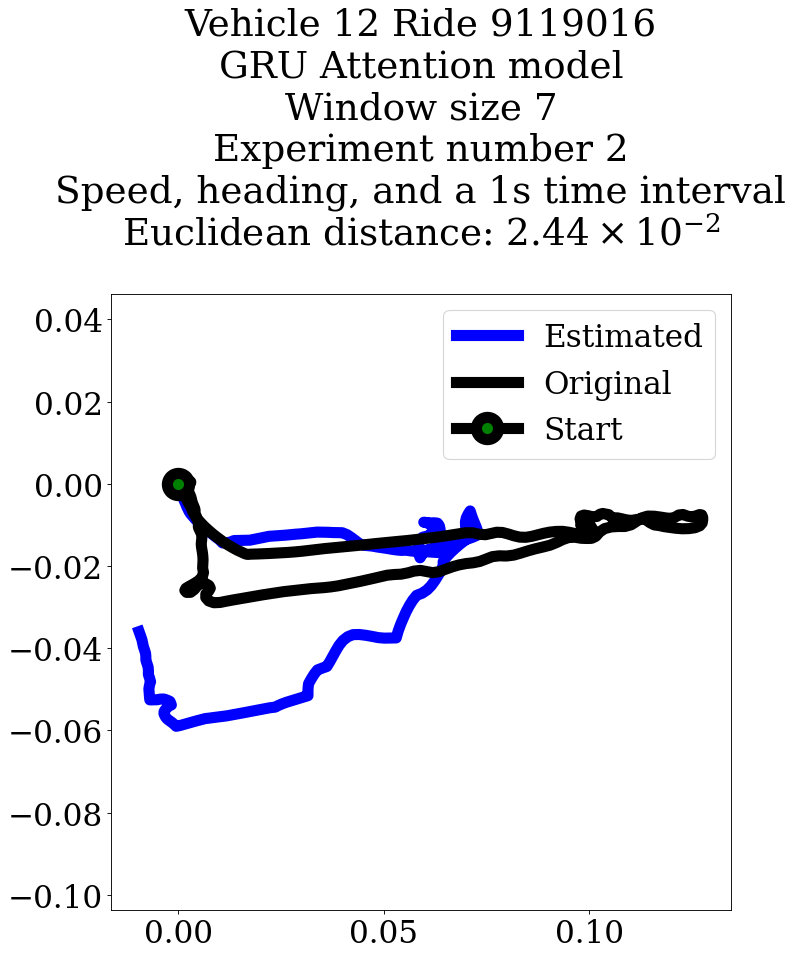 Vehicle 12 Ride 9119016
GRU Attention model
Window size 7
Experiment number 2
Speed, heading, and a 1s time interval
Euclidean distance: 2.44 × 10⁻²
Estimated
Original
Start
0.04
0.02
0.00
−0.02
−0.04
−0.06
−0.08
−0.10
0.00 0.05 0.10